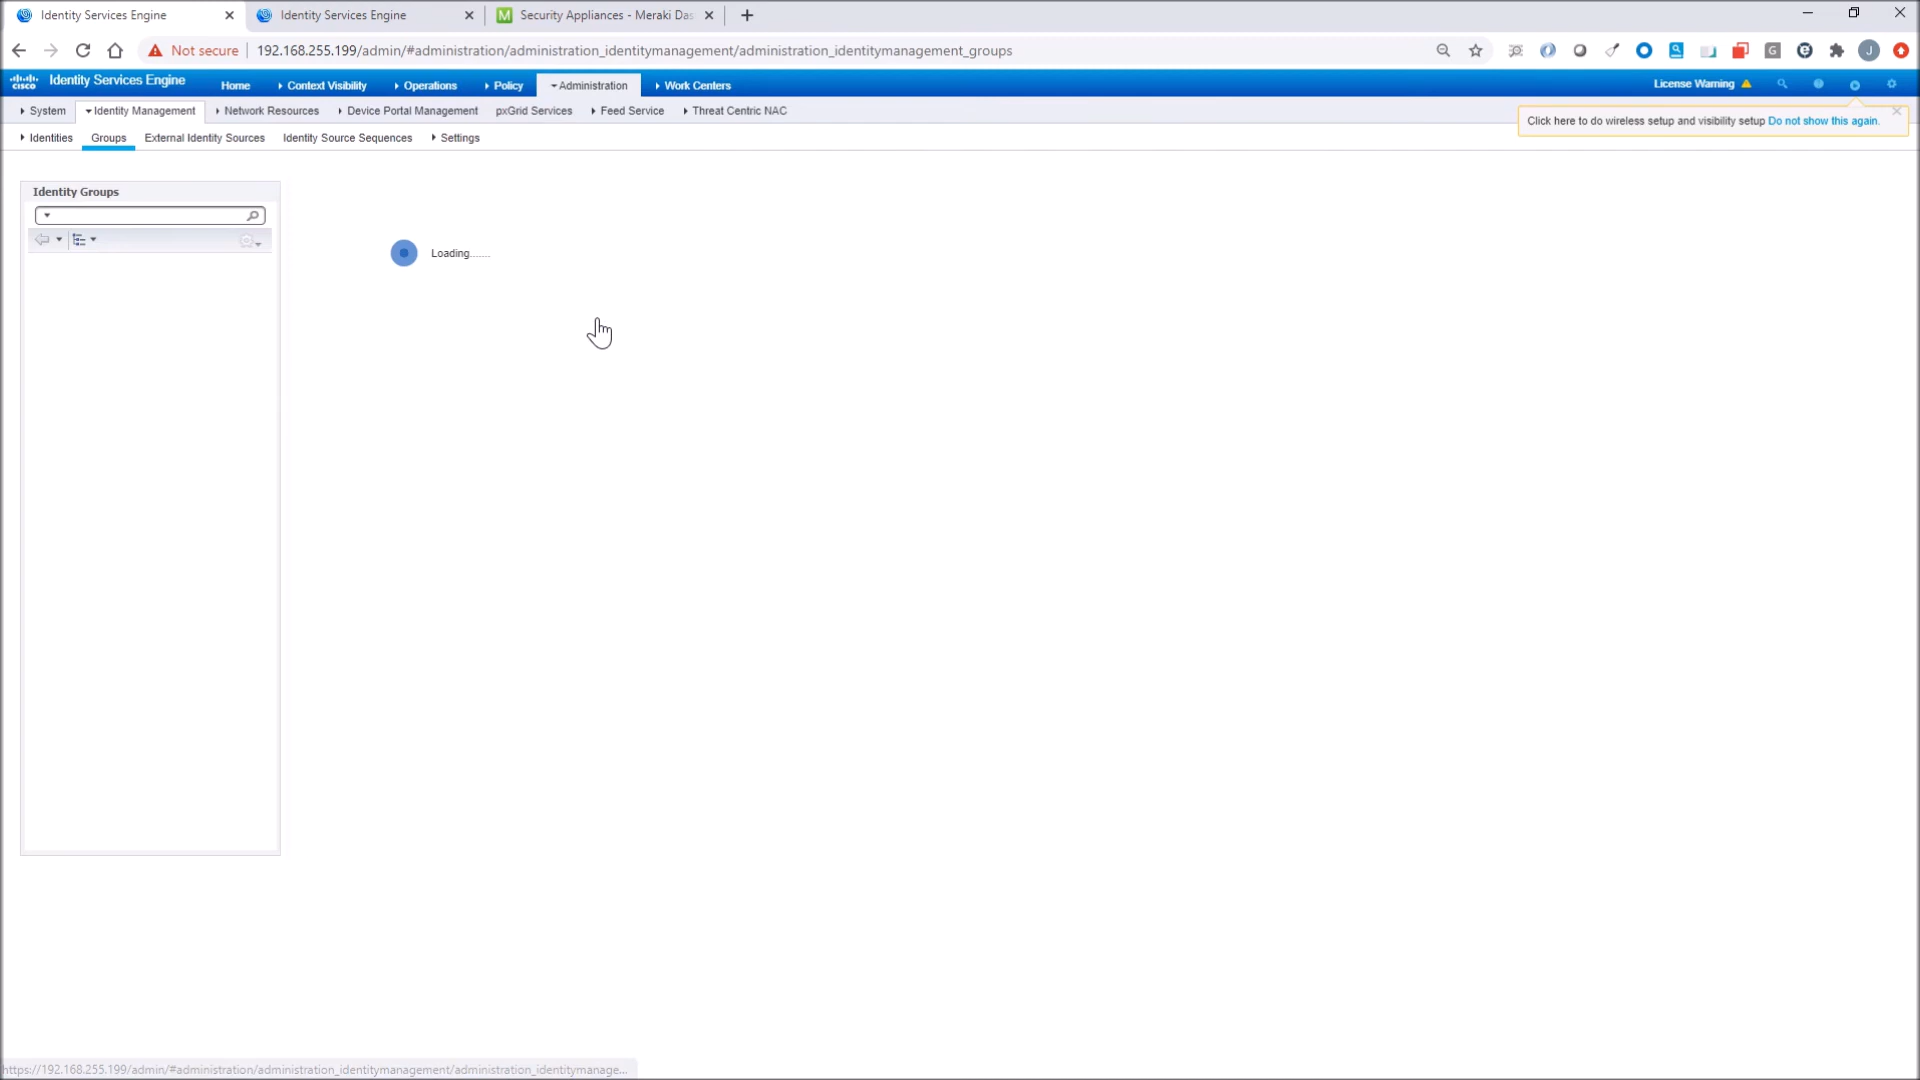 Identity Services Engine
Identity Services Engine
M Security Appliances - Meraki Das
Not secure 192.168.255.199/admin/#administration/administration_identitymanagement/administration_identitymanagement_groups
G J
cisco Identity Services Engine Home Context Visibility Operations Policy Administration Work Centers License Warning
System Identity Management Network Resources Device Portal Management pxGrid Services Feed Service Threat Centric NAC
Click here to do wireless setup and visibility setup Do not show this again.
Identities Groups External Identity Sources Identity Source Sequences Settings
Identity Groups
Loading.......
https://192.168.255.199/admin/#administration/administration_identitymanagement/administration_identitymanage...